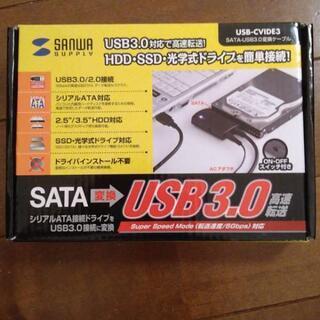 SANWA
SUPPLY
USB-CVIDE3
SATA-USB3.0変換ケーブル
USB3.0対応で高速転送!
HDD・SSD・光学式ドライブを簡単接続!
USB3.0/2.0接続
シリアルATA対応
SATA
2.5"/3.5"HDD対応
SSD・光学式ドライブ対応
ドライバインストール不要
SATA
ACアダプタ
ON-OFF
スイッチ付き
SATA 変換 USB3.0 高速
転送
シリアルATA接続ドライブを
USB3.0接続に変換
Super Speed Mode (転送速度/5Gbps) 対応